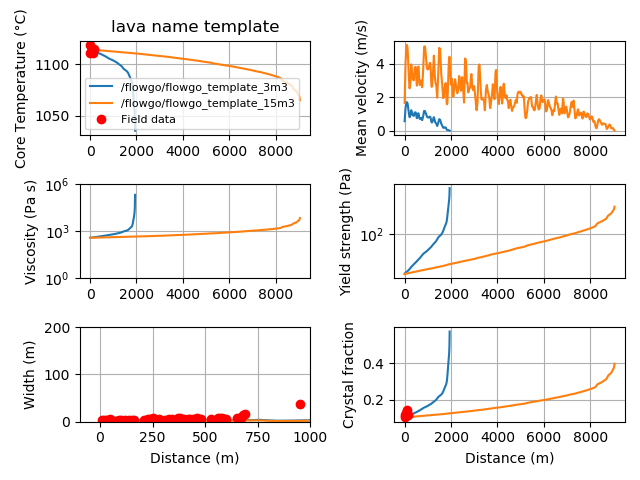 lava name template
Core Temperature (°C)
1100
1050
0 2000 4000 6000 8000
/flowgo/flowgo_template_3m3
/flowgo/flowgo_template_15m3
Field data
Mean velocity (m/s)
4
2
0
0 2000 4000 6000 8000
Viscosity (Pa s)
10^6
10^3
10^0
0 2000 4000 6000 8000
Yield strength (Pa)
10^2
0 2000 4000 6000 8000
Width (m)
200
100
0
0 250 500 750 1000
Distance (m)
Crystal fraction
0.4
0.2
0 2000 4000 6000 8000
Distance (m)